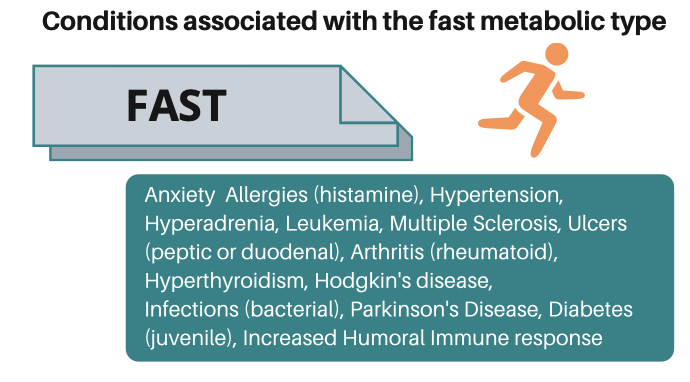 Conditions associated with the fast metabolic type
FAST
Anxiety  Allergies (histamine), Hypertension,
Hyperadrenia, Leukemia, Multiple Sclerosis, Ulcers
(peptic or duodenal), Arthritis (rheumatoid),
Hyperthyroidism, Hodgkin's disease,
Infections (bacterial), Parkinson's Disease, Diabetes
(juvenile), Increased Humoral Immune response